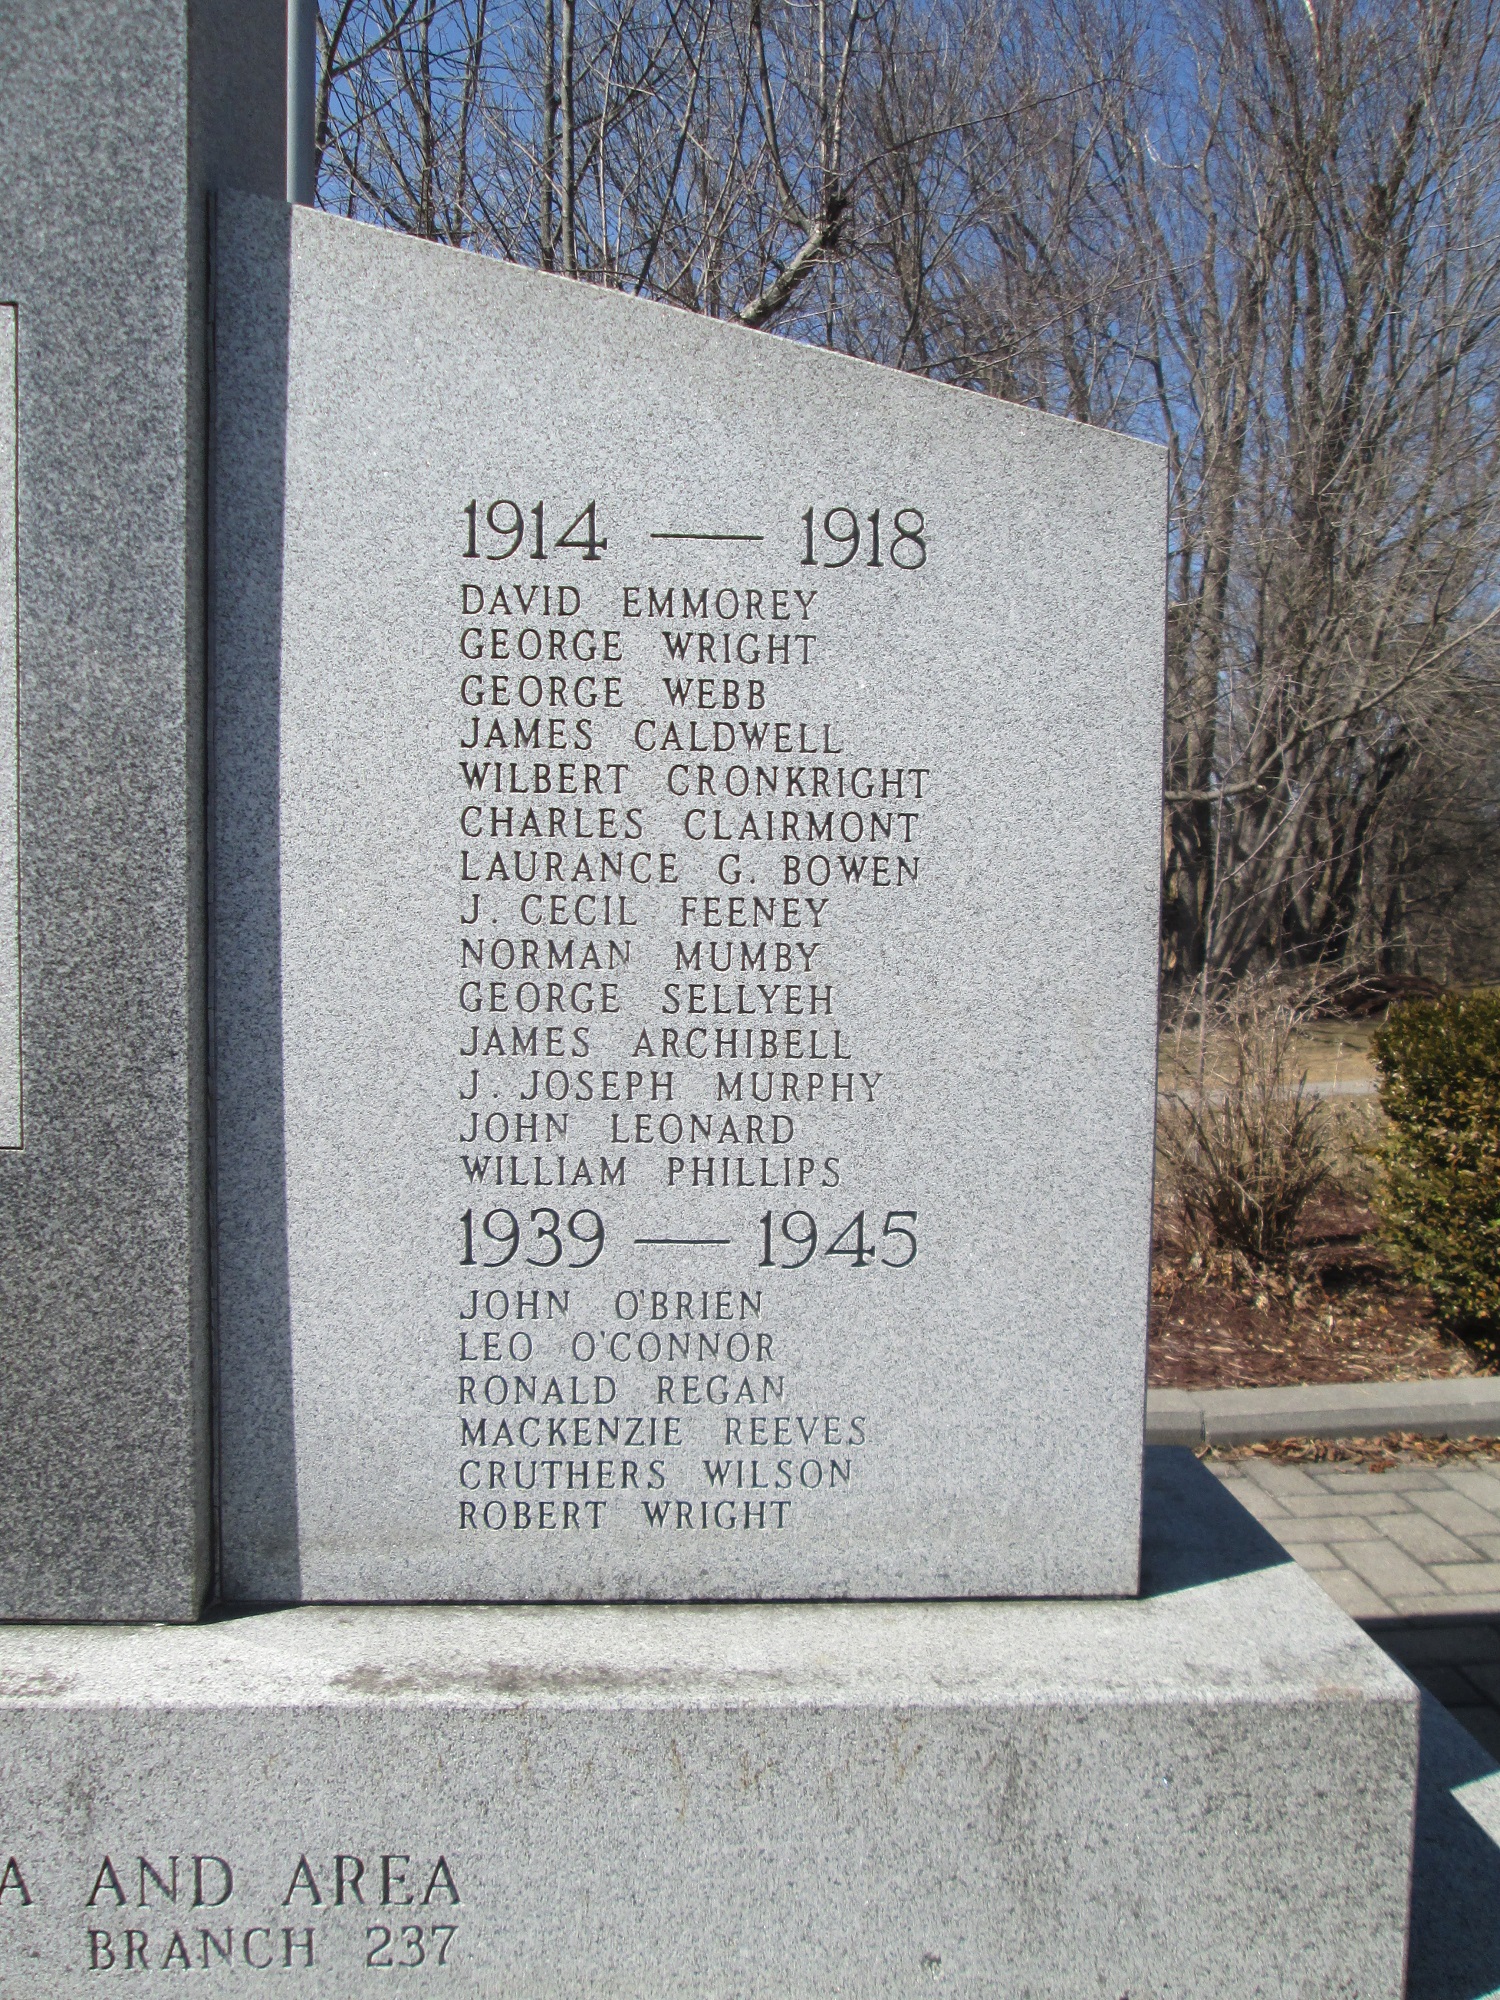 1914 — 1918
DAVID EMMOREY
GEORGE WRIGHT
GEORGE WEBB
JAMES CALDWELL
WILBERT CRONKRIGHT
CHARLES CLAIRMONT
LAURANCE G. BOWEN
J. CECIL FEENEY
NORMAN MUMBY
GEORGE SELLYEH
JAMES ARCHIBELL
J. JOSEPH MURPHY
JOHN LEONARD
WILLIAM PHILLIPS
1939 — 1945
JOHN O'BRIEN
LEO O'CONNOR
RONALD REGAN
MACKENZIE REEVES
CRUTHERS WILSON
ROBERT WRIGHT
A AND AREA
BRANCH 237